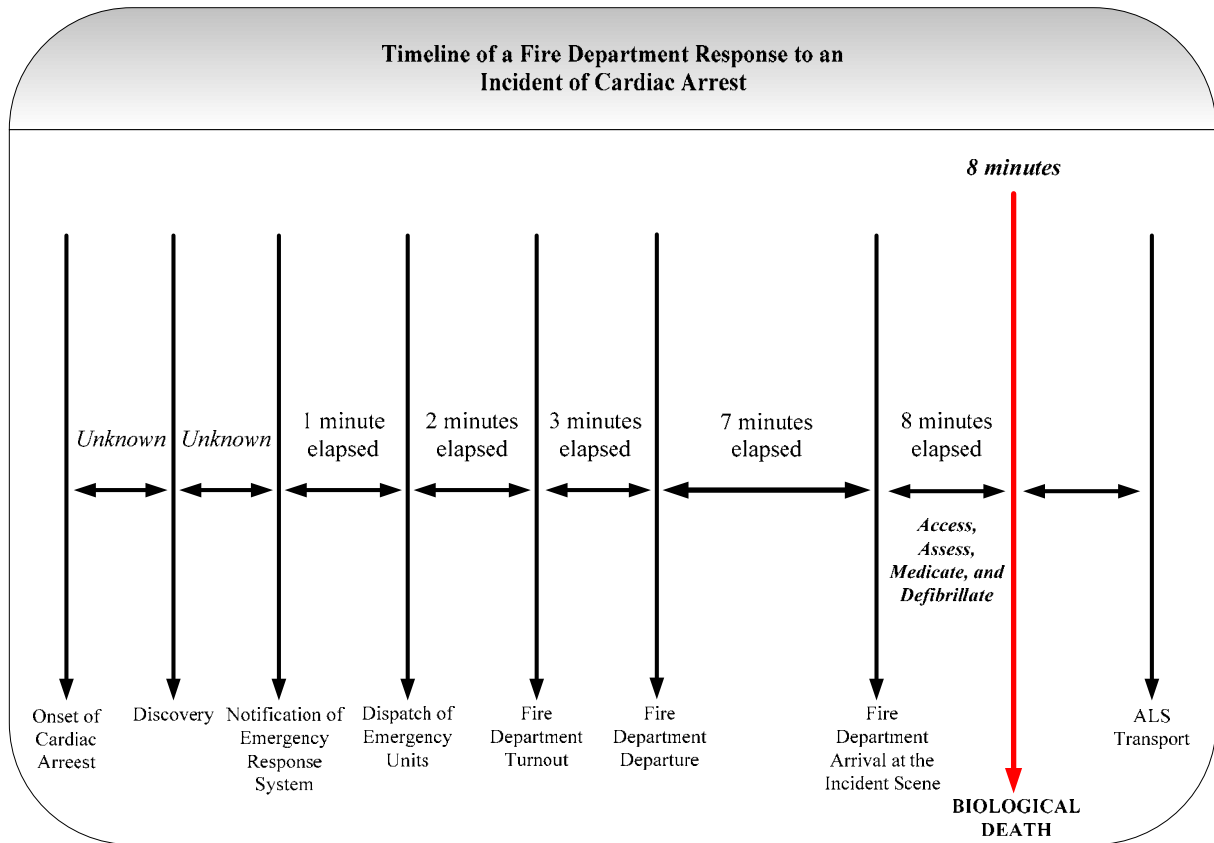 Timeline of a Fire Department Response to an
Incident of Cardiac Arrest
8 minutes
Unknown
Unknown
1 minute
elapsed
2 minutes
elapsed
3 minutes
elapsed
7 minutes
elapsed
8 minutes
elapsed
Access,
Assess,
Medicate, and
Defibrillate
Onset of
Cardiac
Arreest
Discovery
Notification of
Emergency
Response
System
Dispatch of
Emergency
Units
Fire
Department
Turnout
Fire
Department
Departure
Fire
Department
Arrival at the
Incident Scene
BIOLOGICAL
DEATH
ALS
Transport